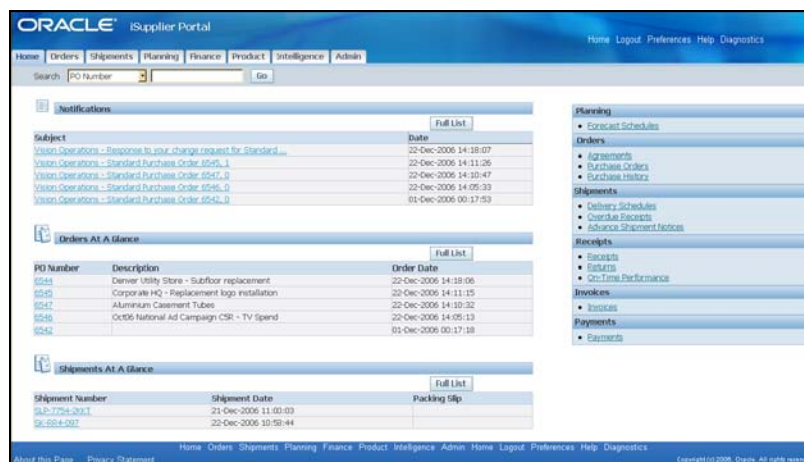 ORACLE® iSupplier Portal
Home Logout Preferences Help Diagnostics
Home Orders Shipments Planning Finance Product Intelligence Admin
Search PO Number Go
Notifications
Full List
Subject Date
Vision Operations - Response to your change request for Standard ... 22-Dec-2006 14:18:07
Vision Operations - Standard Purchase Order 6545, 1 22-Dec-2006 14:11:26
Vision Operations - Standard Purchase Order 6547, 0 22-Dec-2006 14:10:47
Vision Operations - Standard Purchase Order 6546, 0 22-Dec-2006 14:05:33
Vision Operations - Standard Purchase Order 6542, 0 01-Dec-2006 00:17:53
Orders At A Glance
Full List
PO Number Description Order Date
6544 Denver Utility Store - Subfloor replacement 22-Dec-2006 14:18:06
6545 Corporate HQ - Replacement logo installation 22-Dec-2006 14:11:15
6547 Aluminium Casement Tubes 22-Dec-2006 14:10:32
6546 Oct06 National Ad Campaign CSR - TV Spend 22-Dec-2006 14:05:13
6542 01-Dec-2006 00:17:18
Shipments At A Glance
Full List
Shipment Number Shipment Date Packing Slip
21-Dec-2006 11:00:03
22-Dec-2006 10:58:44
Planning
Forecast Schedules
Orders
Agreements
Purchase Orders
Purchase History
Shipments
Delivery Schedules
Overdue Receipts
Advance Shipment Notices
Receipts
Receipts
Returns
On-Time Performance
Invoices
Invoices
Payments
Payments
Home Orders Shipments Planning Finance Product Intelligence Admin Home Logout Preferences Help Diagnostics
About this Page Privacy Statement Copyright (c) 2006, Oracle. All rights reserved.